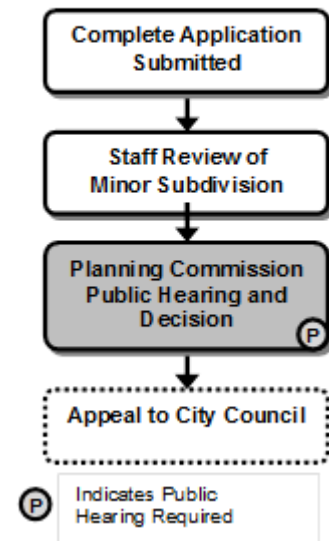 Complete Application
Submitted
Staff Review of
Minor Subdivision
Planning Commission
Public Hearing and
Decision
P
Appeal to City Council
P
Indicates Public
Hearing Required